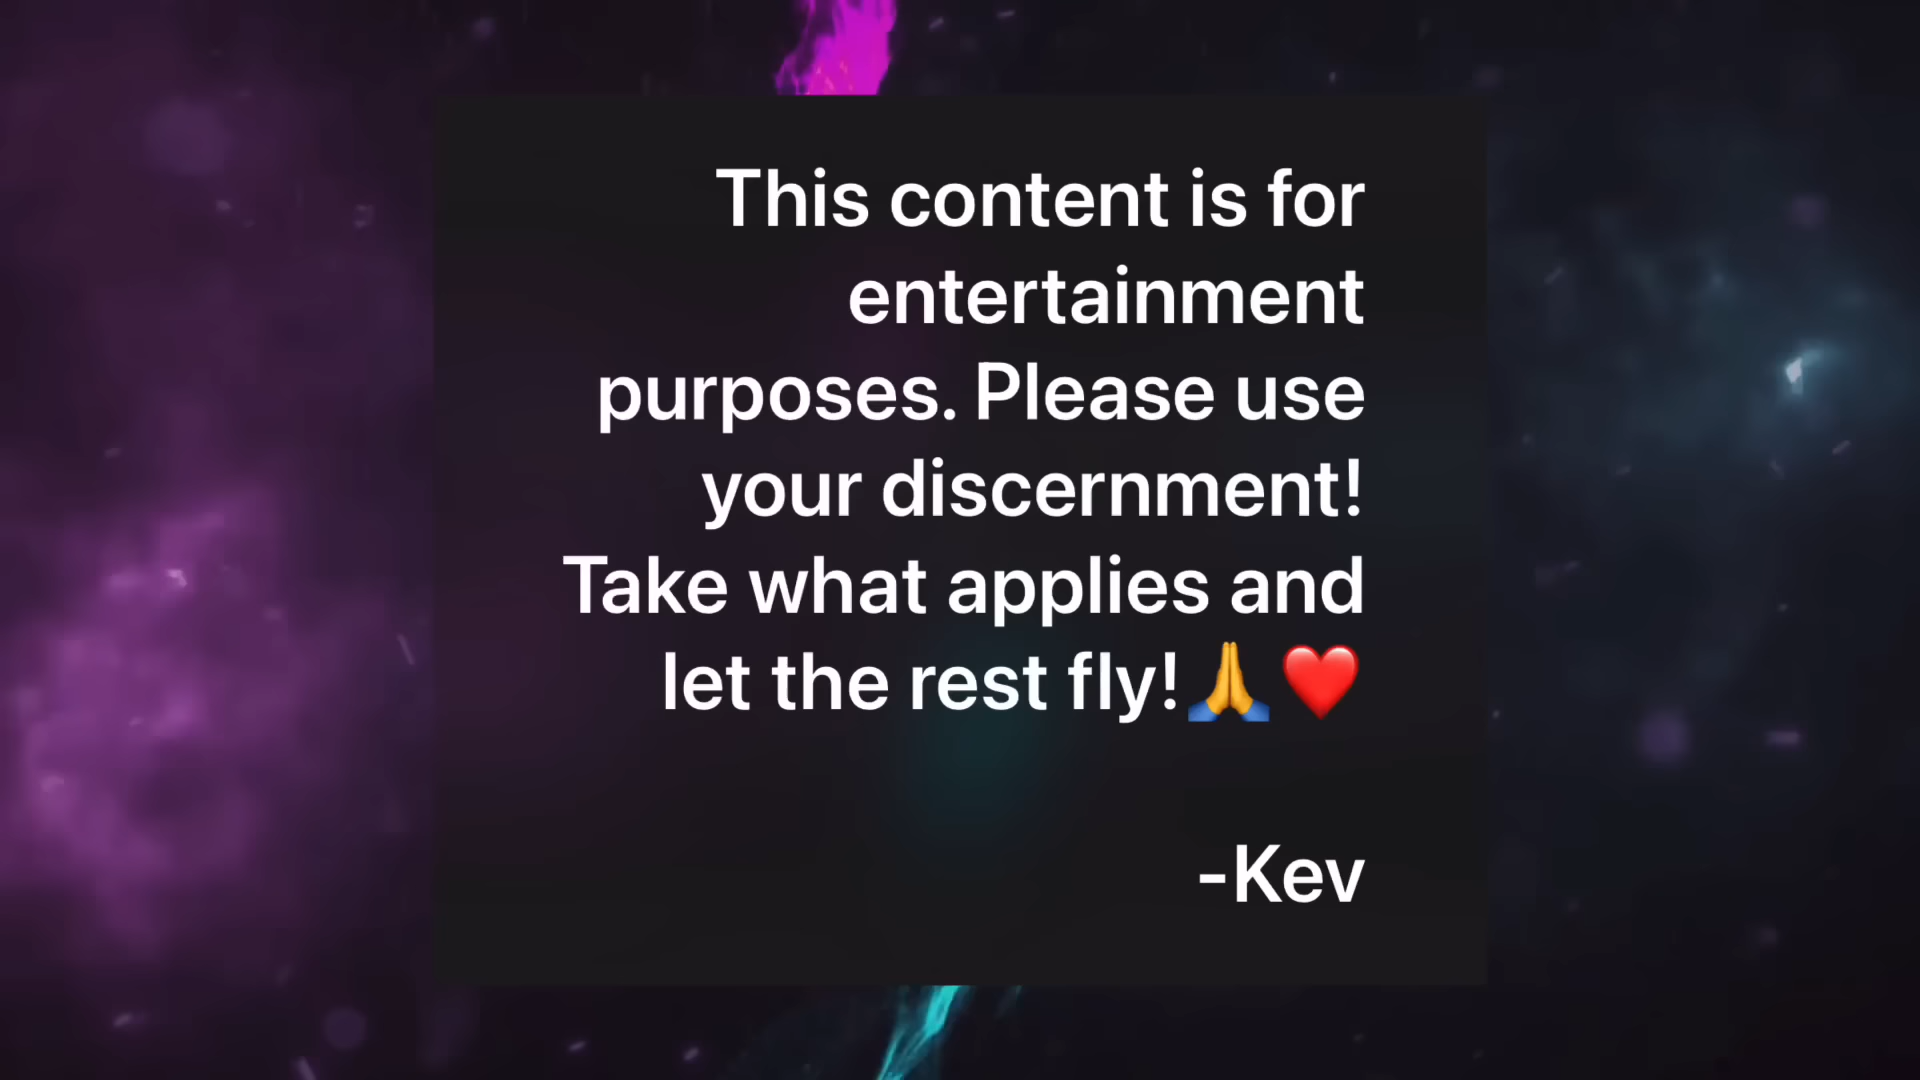 This content is for
entertainment
purposes. Please use
your discernment!
Take what applies and
let the rest fly!🙏❤️
-Kev